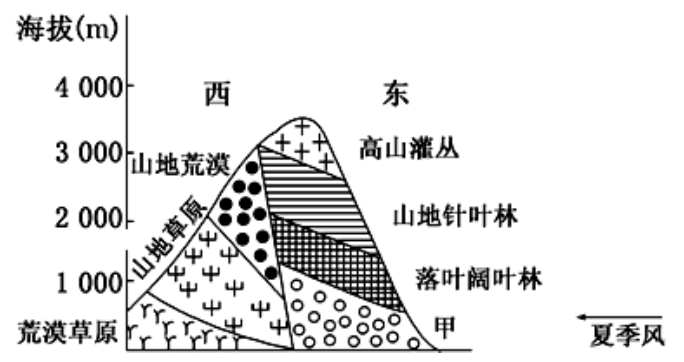 海拔(m)
4 000
西
东
3 000
山地荒漠
高山灌丛
2 000
山地草原
山地针叶林
1 000
落叶阔叶林
荒漠草原
甲
夏季风